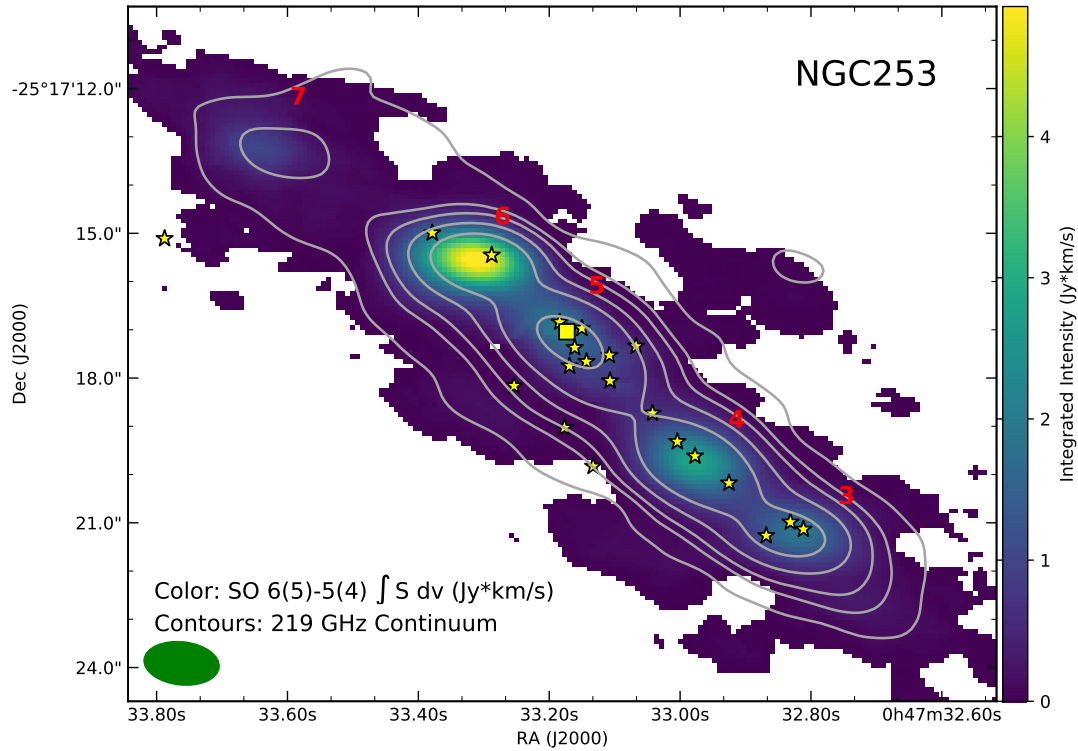 NGC253
-25°17'12.0"
15.0"
18.0"
21.0"
24.0"
Dec (J2000)
7
6
5
4
3
Color: SO 6(5)-5(4) ∫ S dv (Jy*km/s)
Contours: 219 GHz Continuum
33.80s 33.60s 33.40s 33.20s 33.00s 32.80s 0h47m32.60s
RA (J2000)
4
3
2
1
0
Integrated Intensity (Jy*km/s)